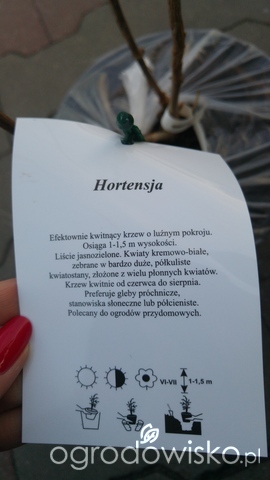 Hortensja
Efektownie kwitnący krzew o luźnym pokroju.
Osiąga 1-1,5 m wysokości.
Liście jasnozielone. Kwiaty kremowo-białe,
zebrane w bardzo duże, półkuliste
kwiatostany, złożone z wielu płonnych kwiatów.
Krzew kwitnie od czerwca do sierpnia.
Preferuje gleby próchnicze,
stanowiska słoneczne lub półcieniste.
Polecany do ogrodów przydomowych.
VI-VII
1-1,5 m
ogrodowisko.pl